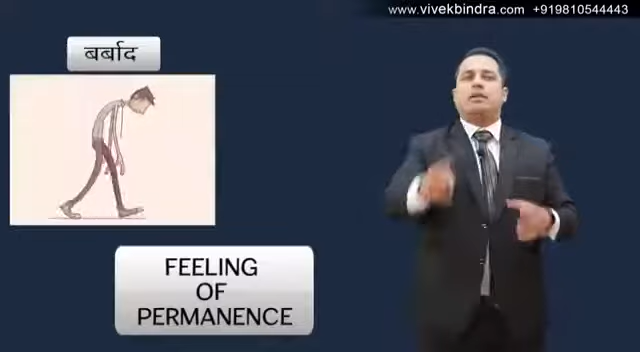 www.vivekbindra.com +919810544443
बर्बाद
FEELING
OF
PERMANENCE